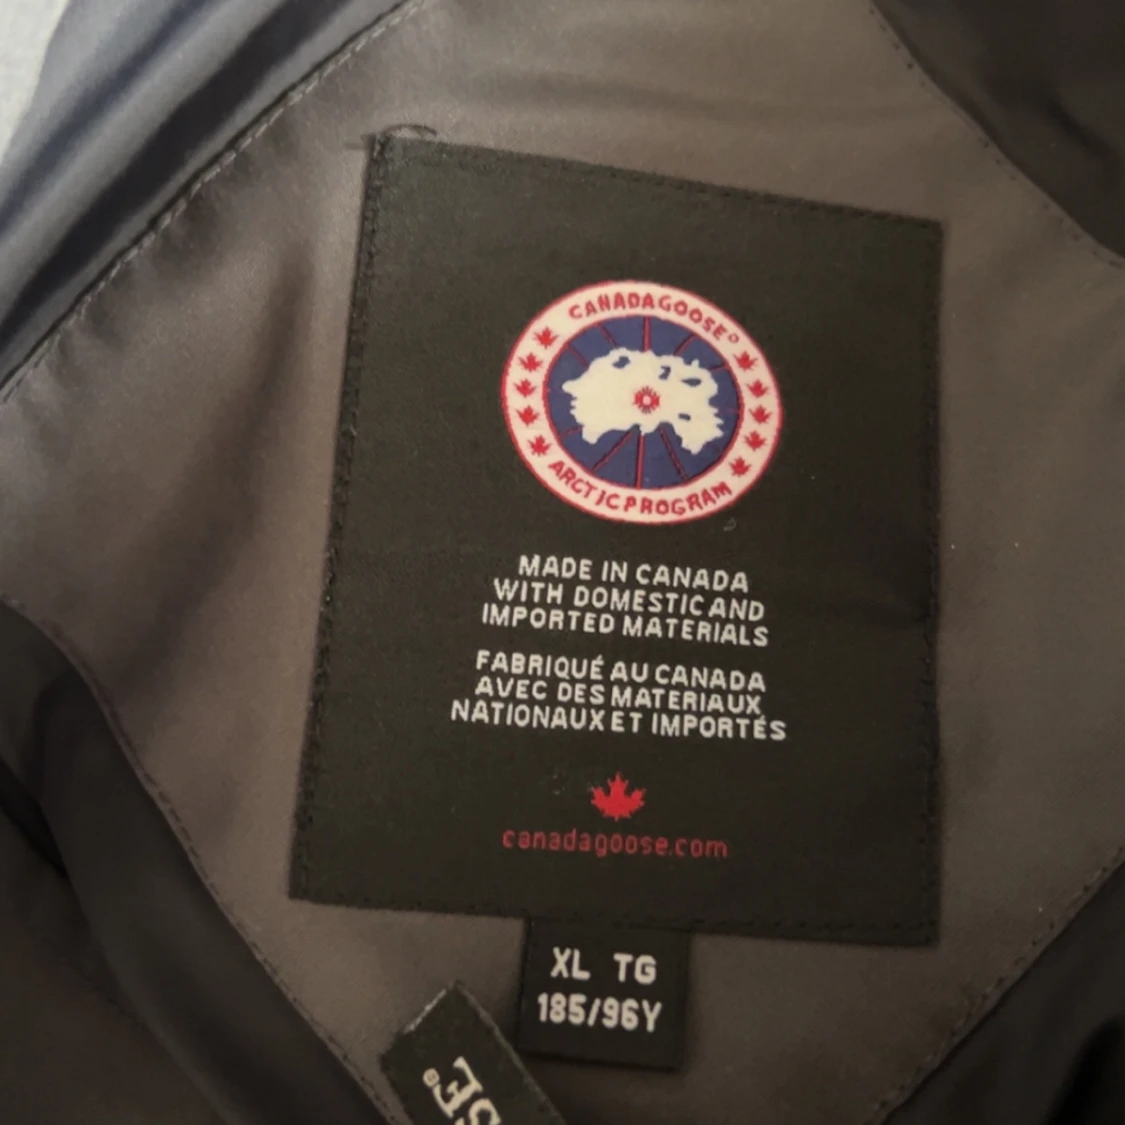 CANADA GOOSE®
ARCTIC PROGRAM
MADE IN CANADA
WITH DOMESTIC AND
IMPORTED MATERIALS
FABRIQUÉ AU CANADA
AVEC DES MATERIAUX
NATIONAUX ET IMPORTÉS
canadagoose.com
XL TG
185/96Y
SE®